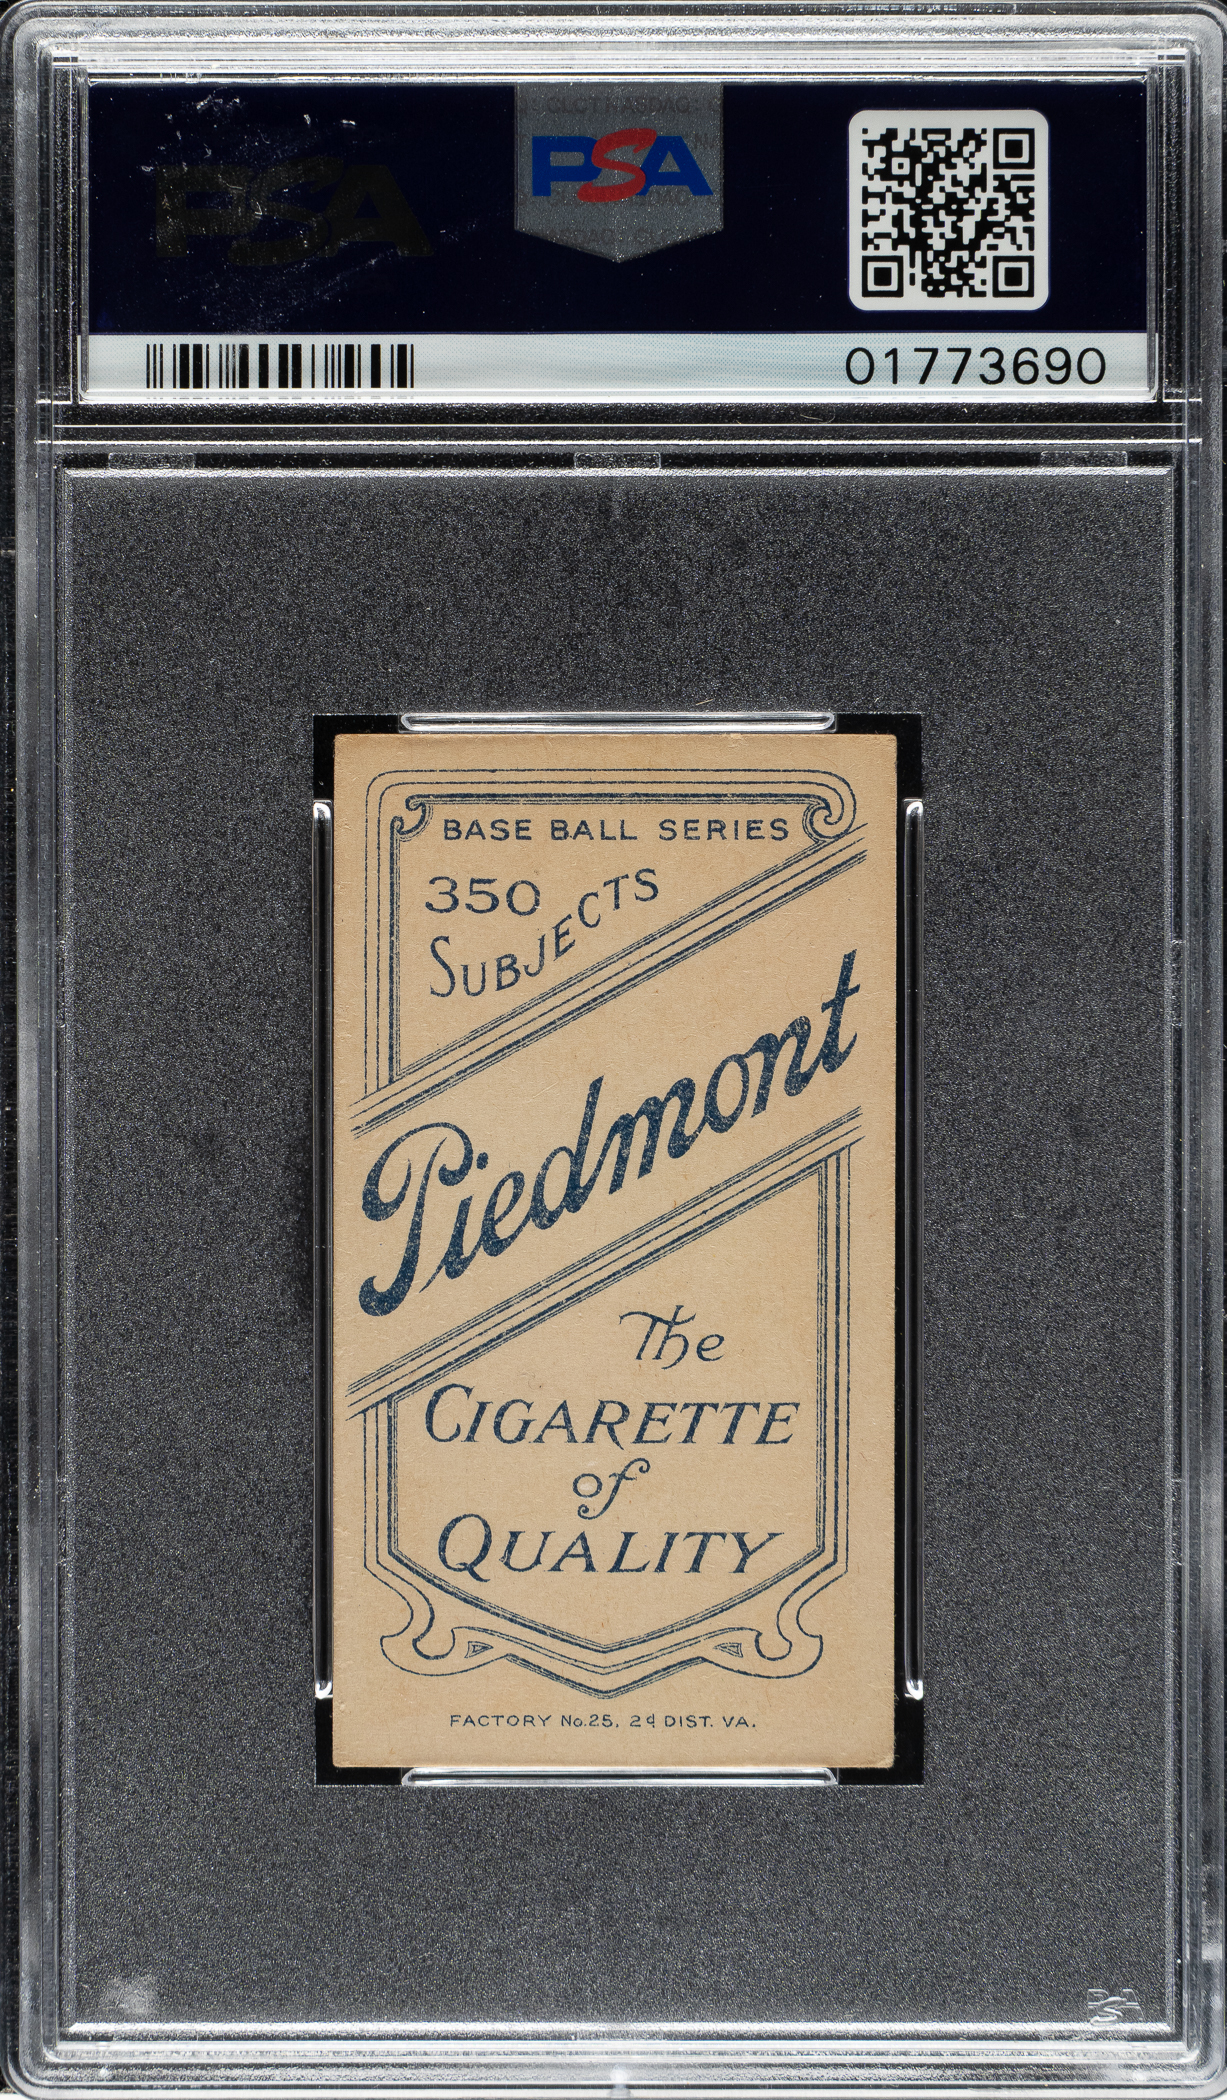 PSA
PSA
01773690
BASE BALL SERIES
350
SUBJECTS
Piedmont
The
CIGARETTE
of
QUALITY
FACTORY No.25, 2d DIST. VA.
PSA